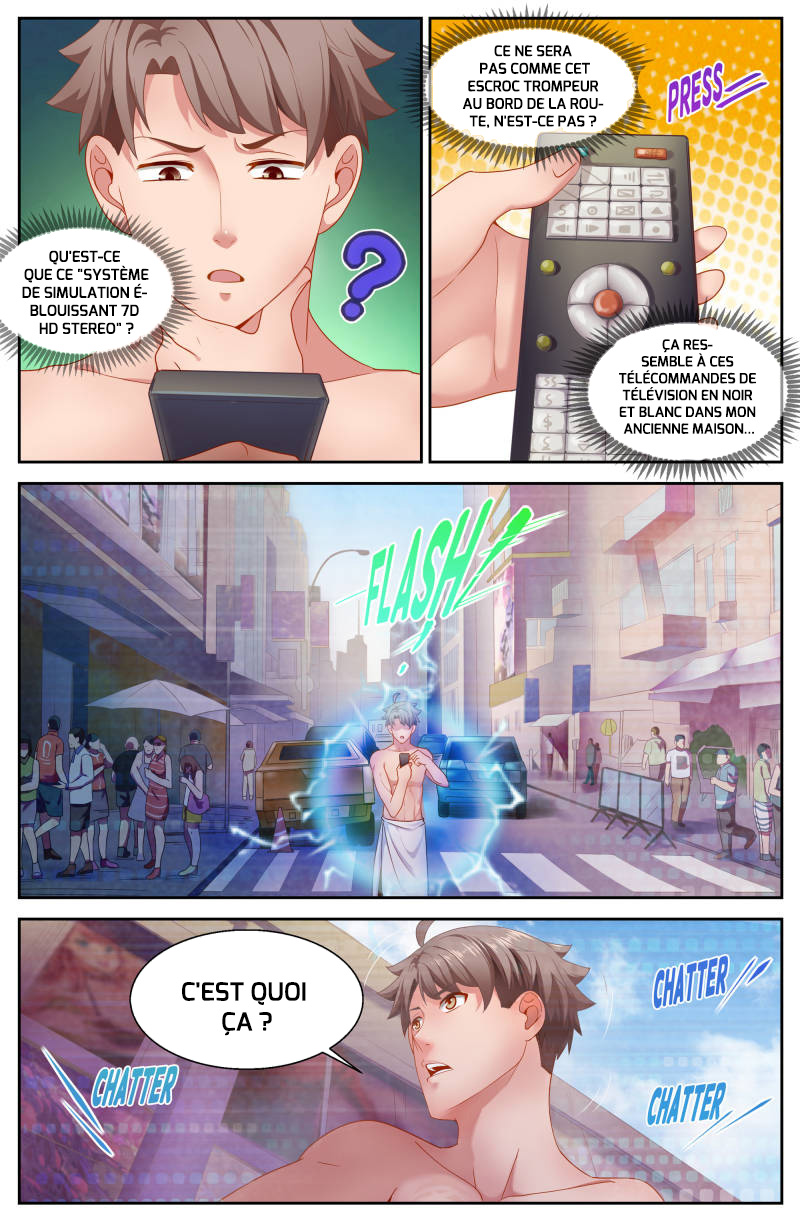 QU'EST-CE
QUE CE "SYSTÈME
DE SIMULATION É-
BLOUISSANT 7D
HD STEREO" ?
?
CE NE SERA
PAS COMME CET
ESCROC TROMPEUR
AU BORD DE LA ROU-
TE, N'EST-CE PAS ?
PRESS
OFF
ÇA RES-
SEMBLE À CES
TÉLÉCOMMANDES DE
TÉLÉVISION EN NOIR
ET BLANC DANS MON
ANCIENNE MAISON...
FLASH
C'EST QUOI
ÇA ?
CHATTER
CHATTER
CHATTER